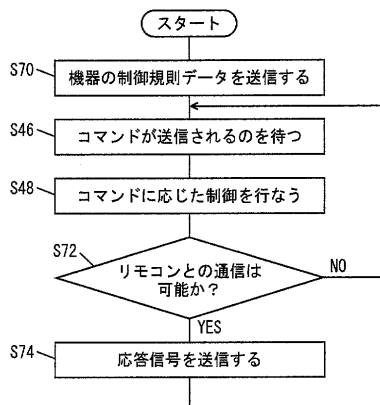 スタート
S70
機器の制御規則データを送信する
S46
コマンドが送信されるのを待つ
S48
コマンドに応じた制御を行なう
S72
リモコンとの通信は
可能か？
NO
YES
S74
応答信号を送信する